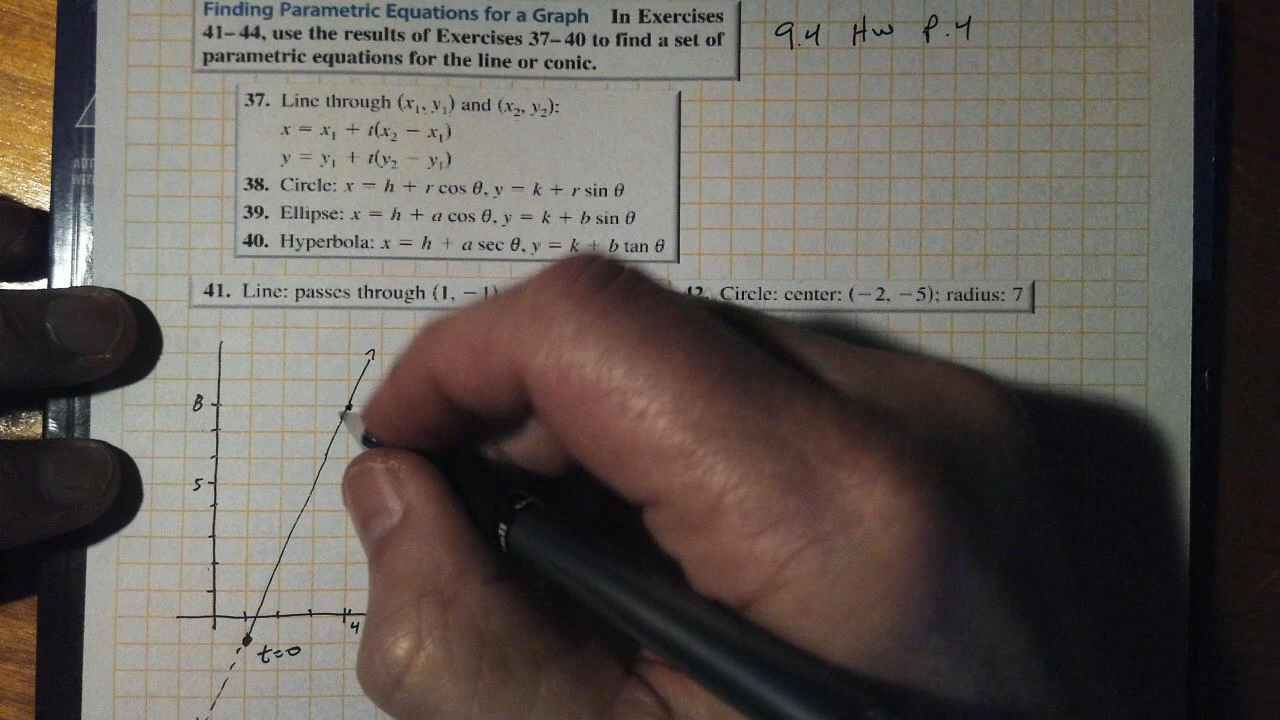 Finding Parametric Equations for a Graph In Exercises
41–44, use the results of Exercises 37–40 to find a set of
parametric equations for the line or conic.
9.4 Hw P.4
37. Line through (x₁, y₁) and (x₂, y₂):
x = x₁ + t(x₂ − x₁)
y = y₁ + t(y₂ − y₁)
38. Circle: x = h + r cos θ, y = k + r sin θ
39. Ellipse: x = h + a cos θ, y = k + b sin θ
40. Hyperbola: x = h + a sec θ, y = k + b tan θ
41. Line: passes through (1, −1)
42. Circle: center: (−2, −5); radius: 7
8
5
4
t=0